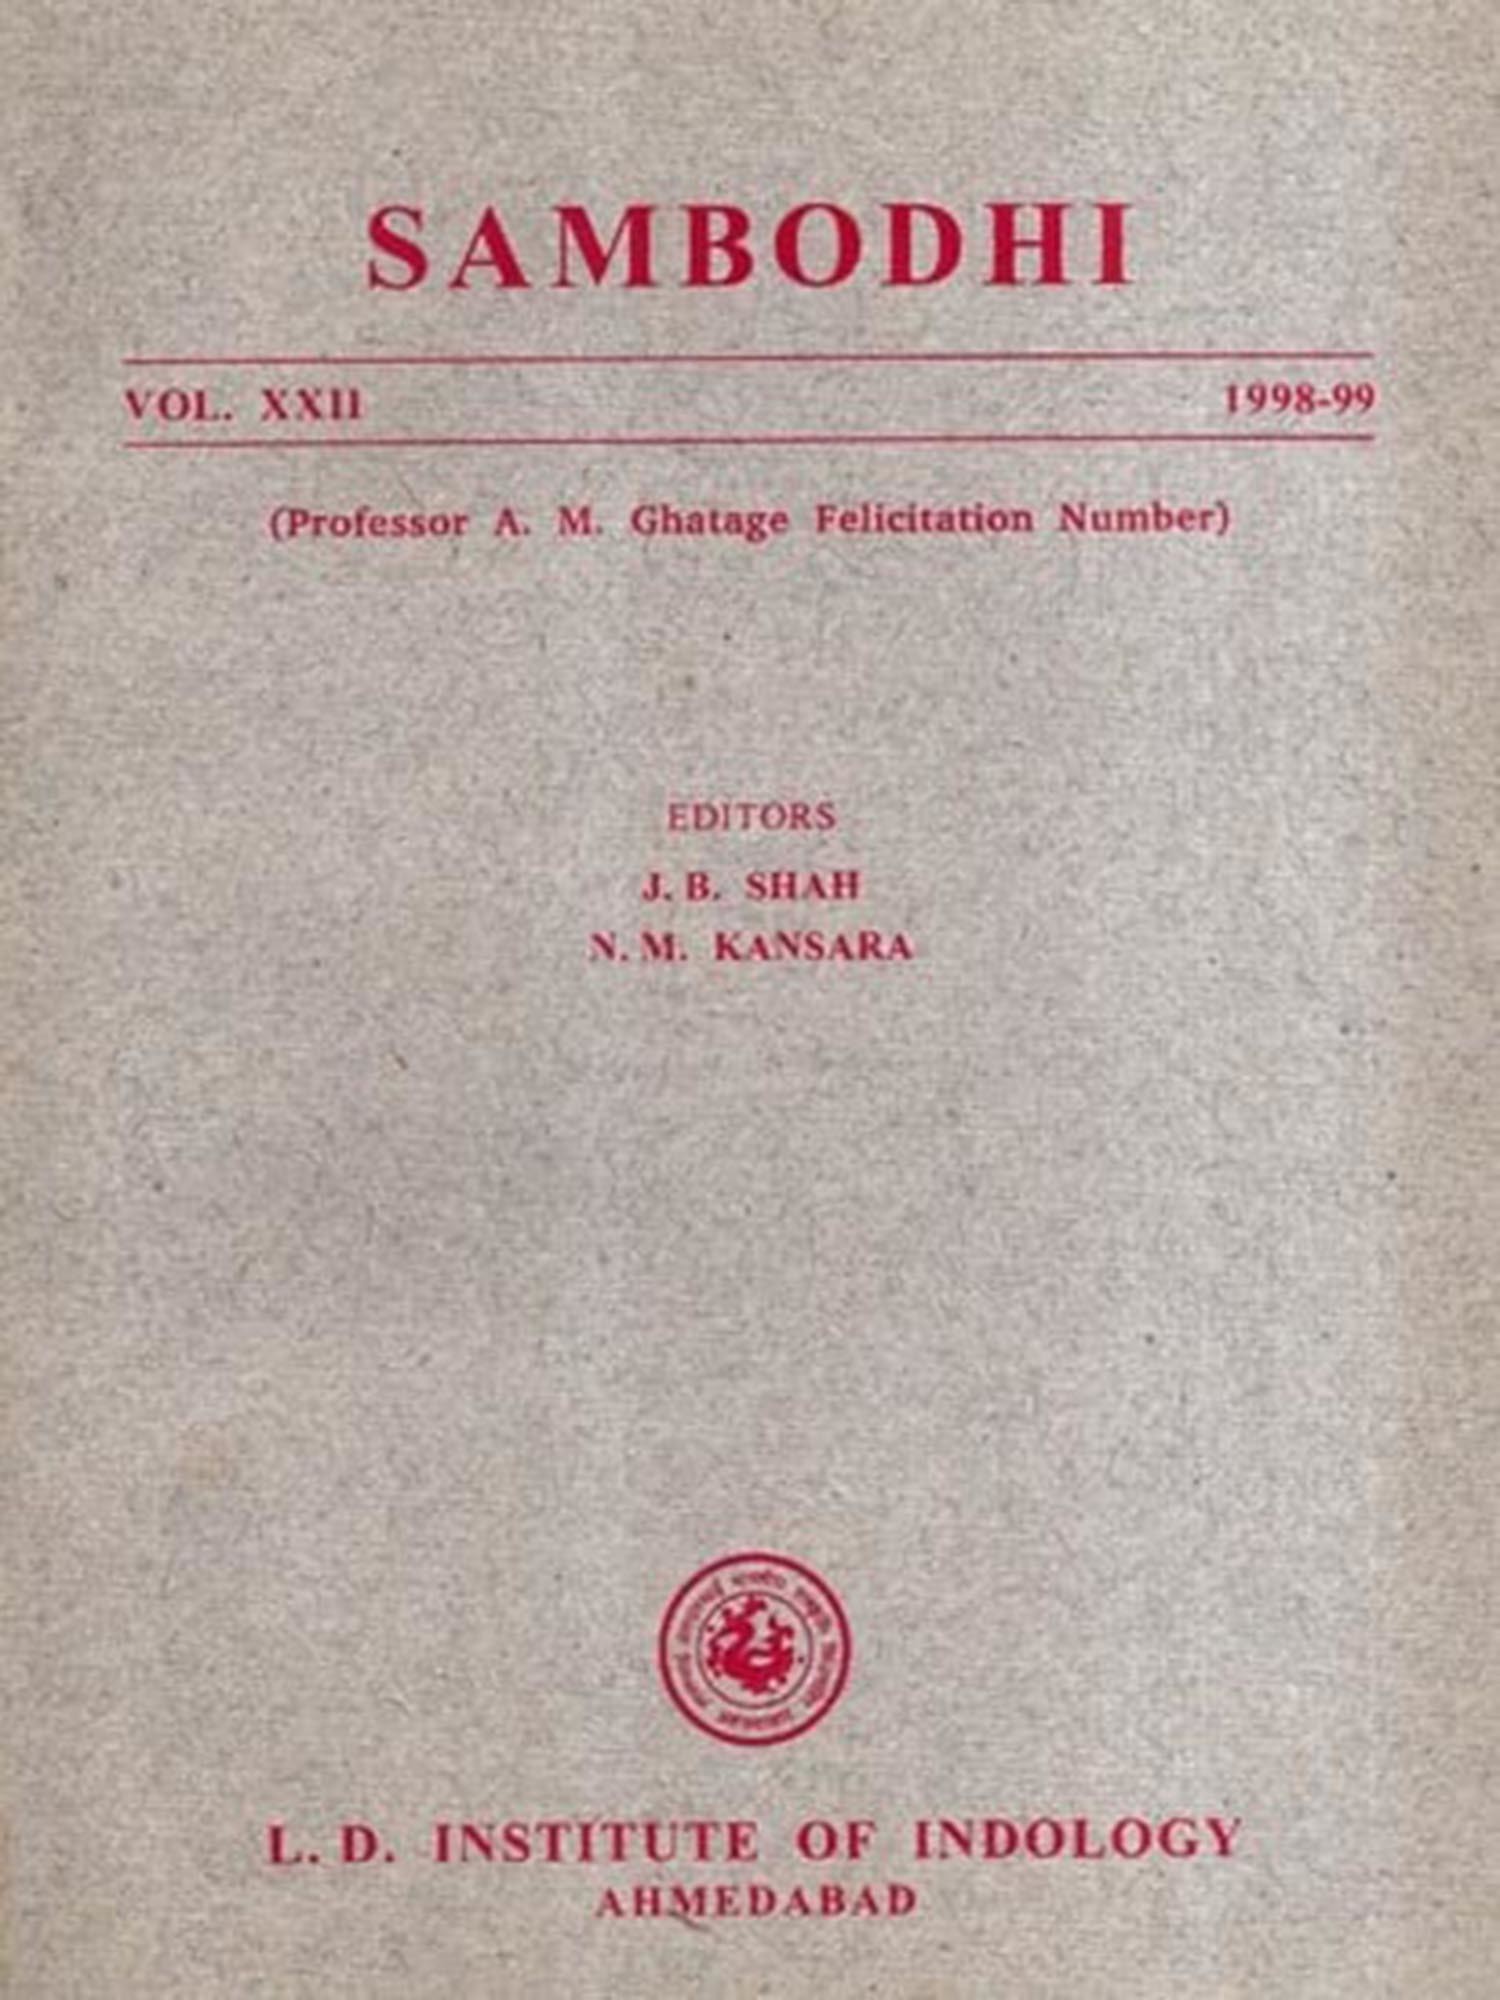 SAMBODHI
VOL. XXII 1998-99
(Professor A. M. Ghatage Felicitation Number)
EDITORS
J. B. SHAH
N. M. KANSARA
L. D. INSTITUTE OF INDOLOGY
AHMEDABAD